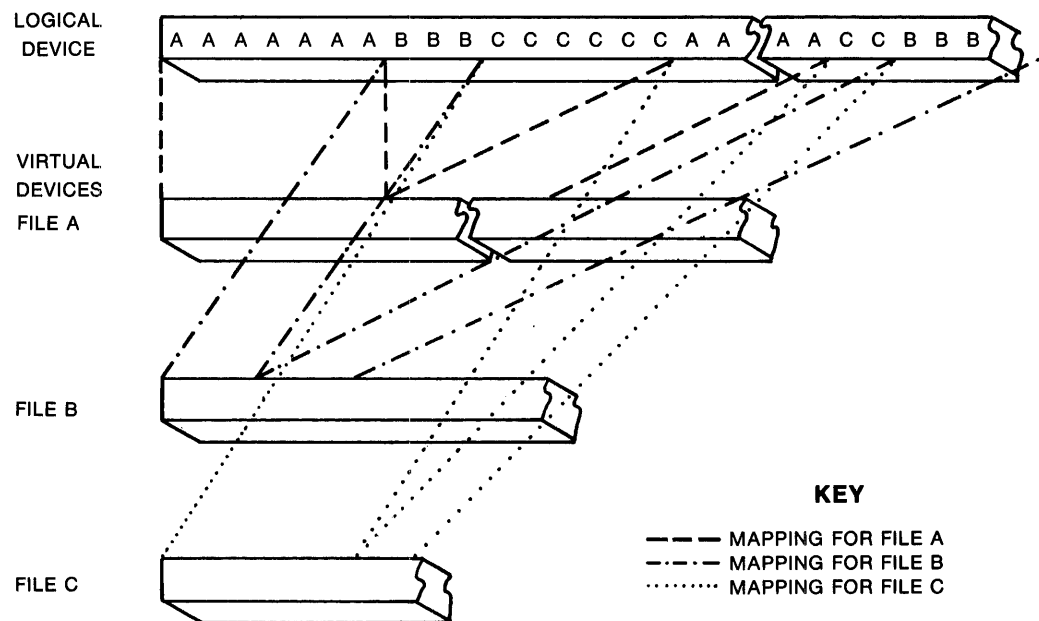 LOGICAL
DEVICE
A A A A A A A B B B C C C C C C A A A A C C B B B
VIRTUAL
DEVICES
FILE A
FILE B
FILE C
KEY
MAPPING FOR FILE A
MAPPING FOR FILE B
MAPPING FOR FILE C